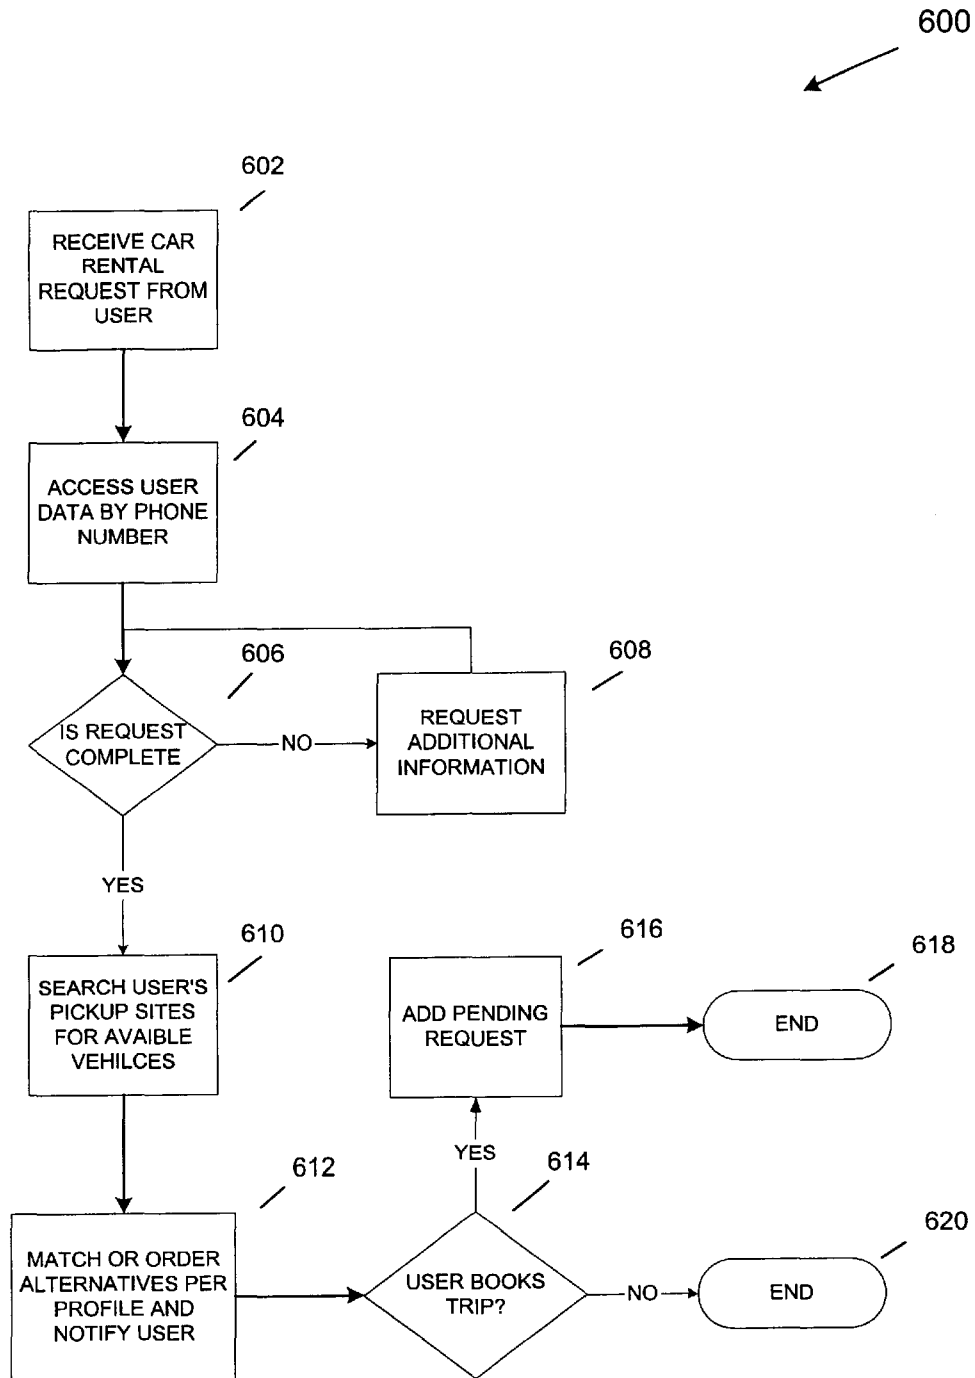 600
602
RECEIVE CAR
RENTAL
REQUEST FROM
USER
604
ACCESS USER
DATA BY PHONE
NUMBER
606
IS REQUEST
COMPLETE
NO
608
REQUEST
ADDITIONAL
INFORMATION
YES
610
SEARCH USER'S
PICKUP SITES
FOR AVAIBLE
VEHILCES
612
MATCH OR ORDER
ALTERNATIVES PER
PROFILE AND
NOTIFY USER
614
USER BOOKS
TRIP?
YES
616
ADD PENDING
REQUEST
618
END
NO
620
END